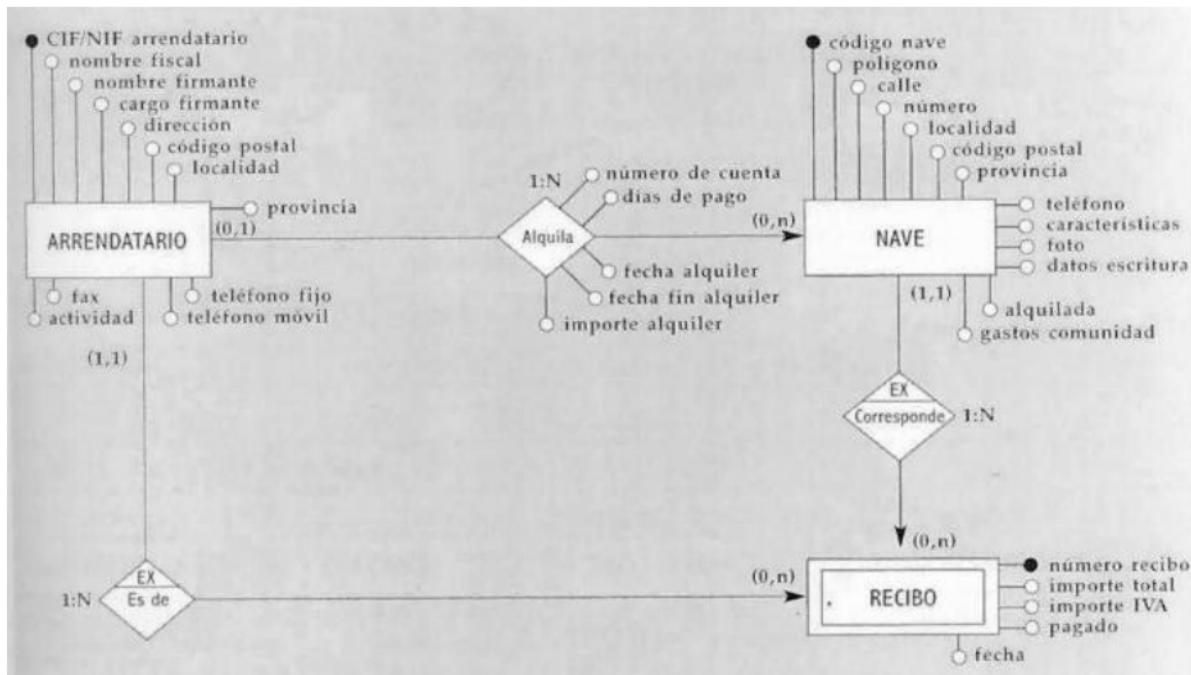 CIF/NIF arrendatario
nombre fiscal
nombre firmante
cargo firmante
dirección
código postal
localidad
provincia
ARRENDATARIO
(0,1)
fax
actividad
teléfono fijo
teléfono móvil
(1,1)
1:N
Alquila
número de cuenta
días de pago
(0,n)
fecha alquiler
fecha fin alquiler
importe alquiler
código nave
polígono
calle
número
localidad
código postal
provincia
NAVE
teléfono
características
foto
datos escritura
(1,1)
alquilada
gastos comunidad
EX
Corresponde
1:N
(0,n)
EX
Es de
1:N
(0,n)
RECIBO
número recibo
importe total
importe IVA
pagado
fecha